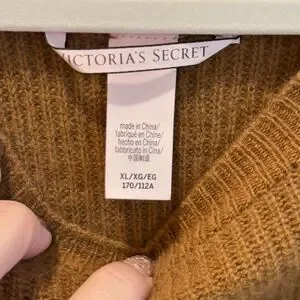 VICTORIA'S SECRET
made in China/
fabriqué en Chine/
hecho en China/
fabbricato in Cina/
中国制造
XL/XG/EG
170/112A